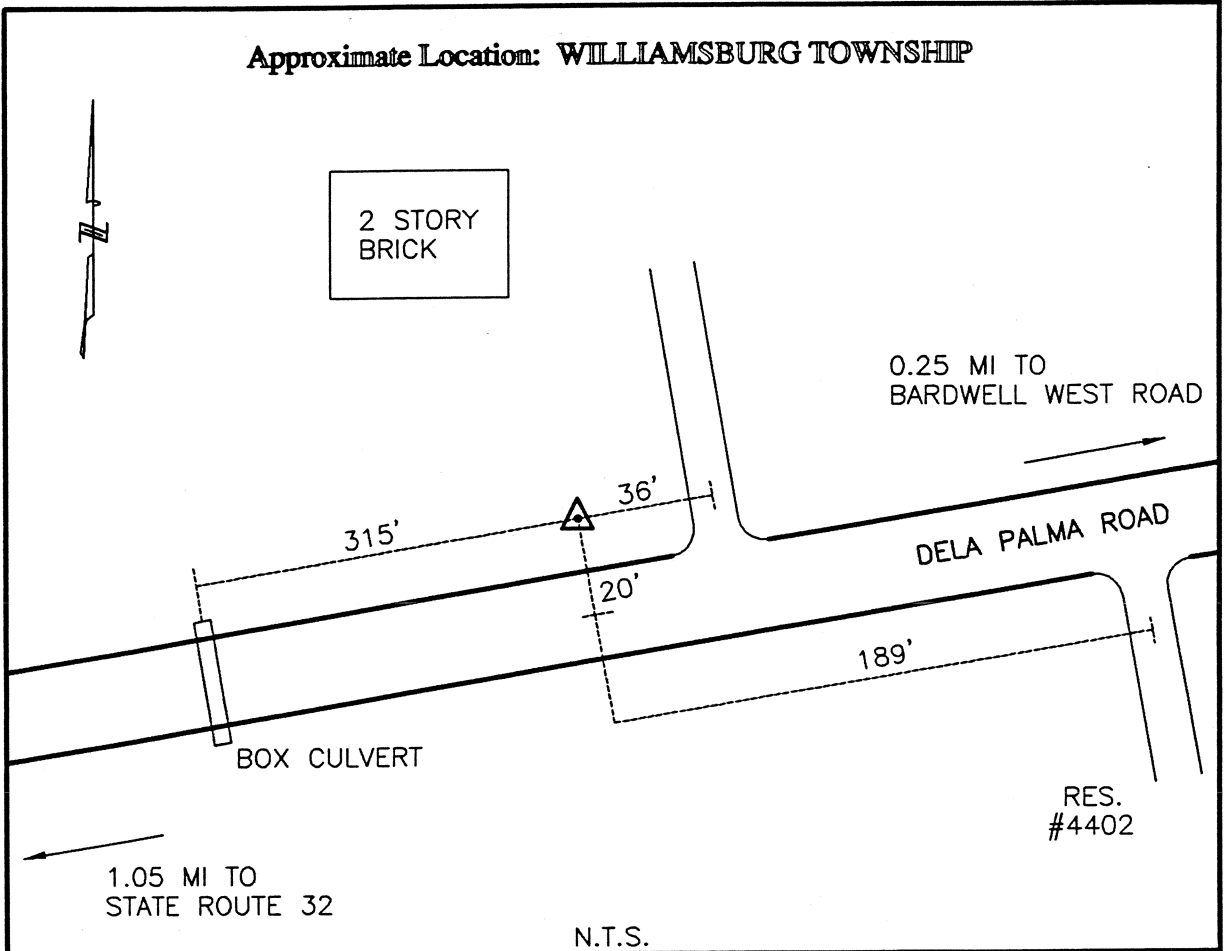 Approximate Location: WILLIAMSBURG TOWNSHIP
N
2 STORY
BRICK
0.25 MI TO
BARDWELL WEST ROAD
36'
315'
DELA PALMA ROAD
20'
189'
BOX CULVERT
RES.
#4402
1.05 MI TO
STATE ROUTE 32
N.T.S.